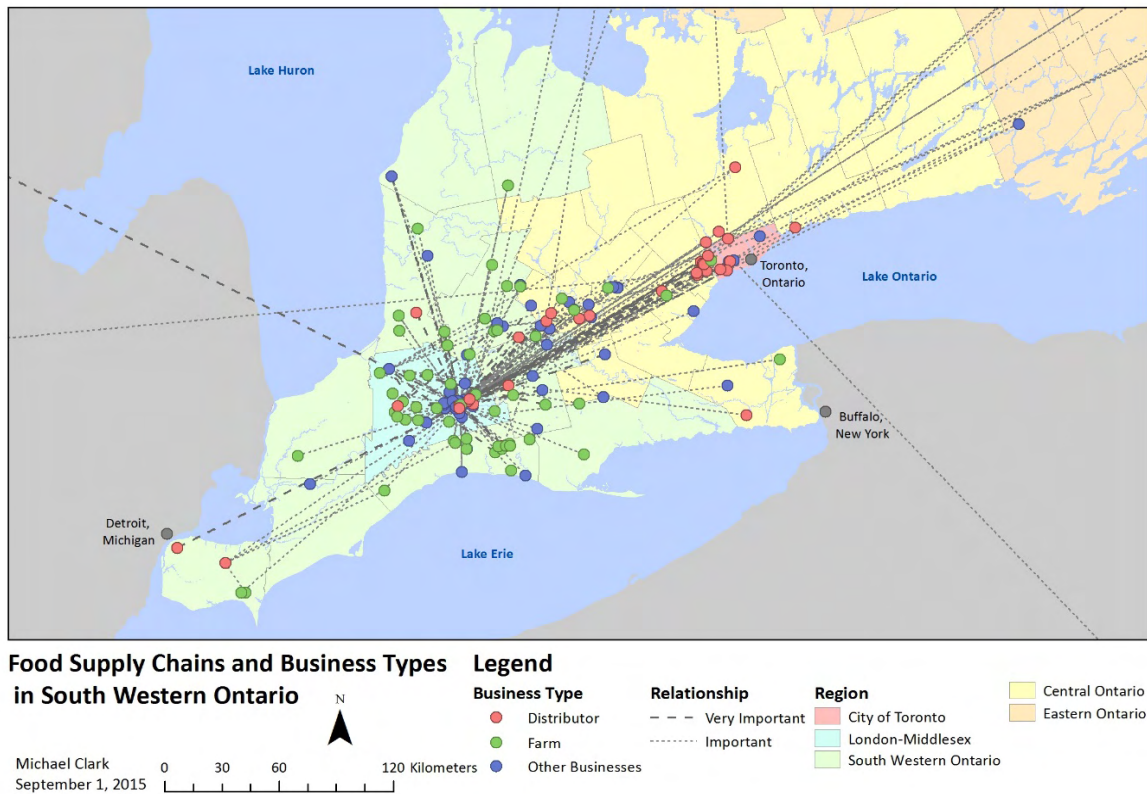 Lake Huron
Toronto,
Ontario
Lake Ontario
Buffalo,
New York
Detroit,
Michigan
Lake Erie
Food Supply Chains and Business Types
in South Western Ontario
N
Michael Clark
September 1, 2015
0 30 60 120 Kilometers
Legend
Business Type
Distributor
Farm
Other Businesses
Relationship
Very Important
Important
Region
City of Toronto
London-Middlesex
South Western Ontario
Central Ontario
Eastern Ontario